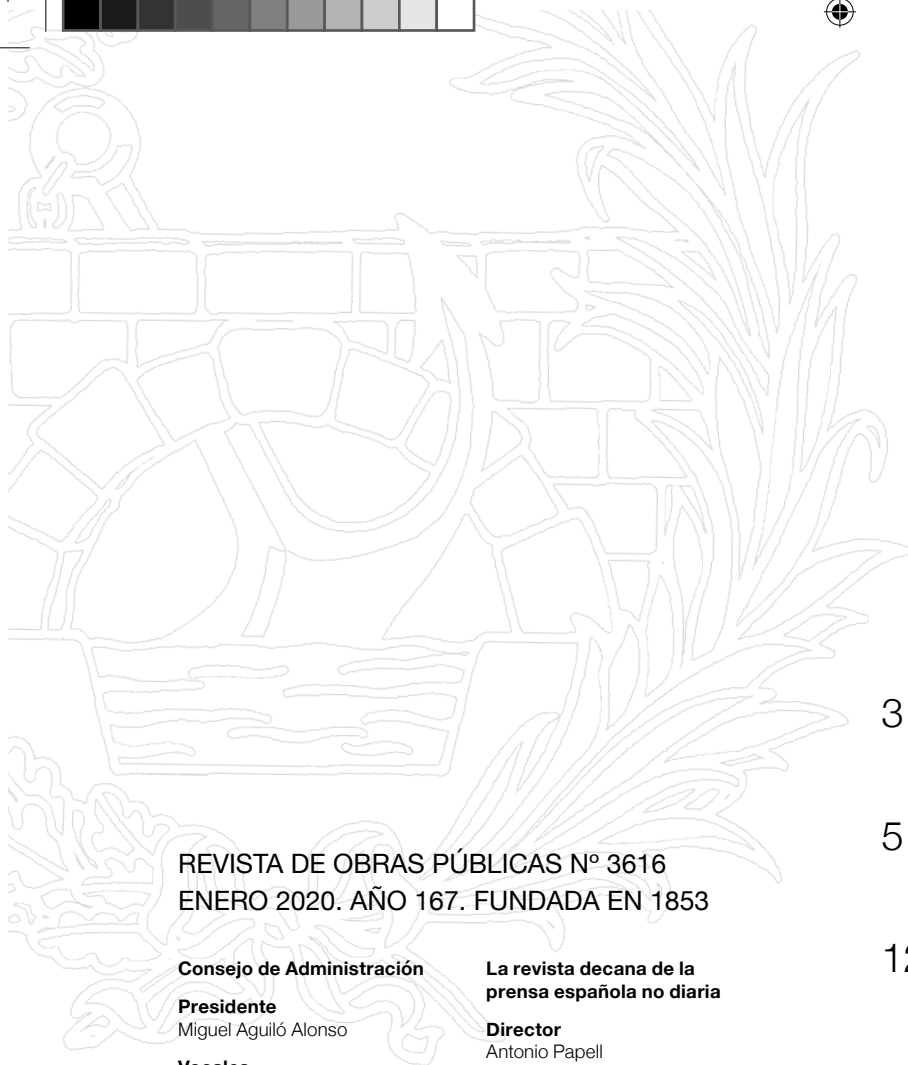 REVISTA DE OBRAS PÚBLICAS Nº 3616
ENERO 2020. AÑO 167. FUNDADA EN 1853
Consejo de Administración
Presidente
Miguel Aguiló Alonso
La revista decana de la
prensa española no diaria
Director
Antonio Papell
3
5